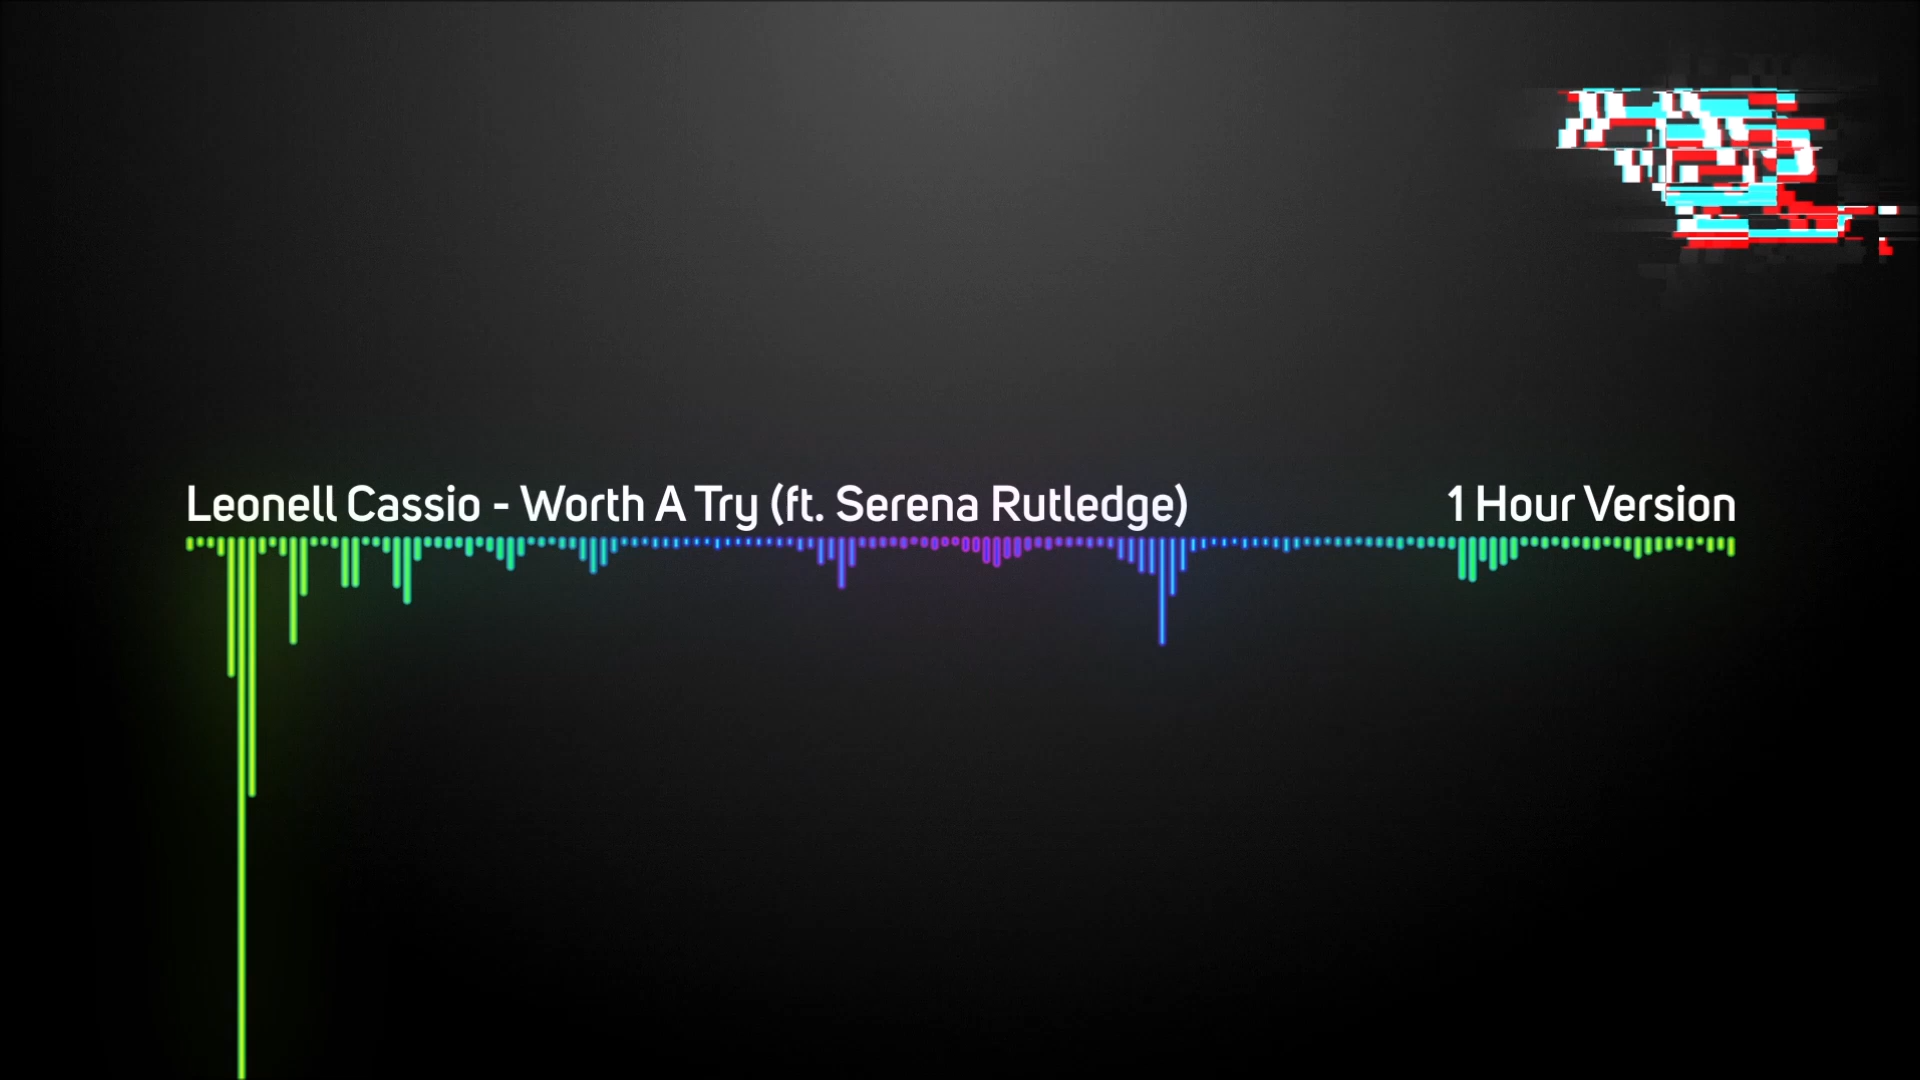 Leonell Cassio - Worth A Try (ft. Serena Rutledge)
1 Hour Version